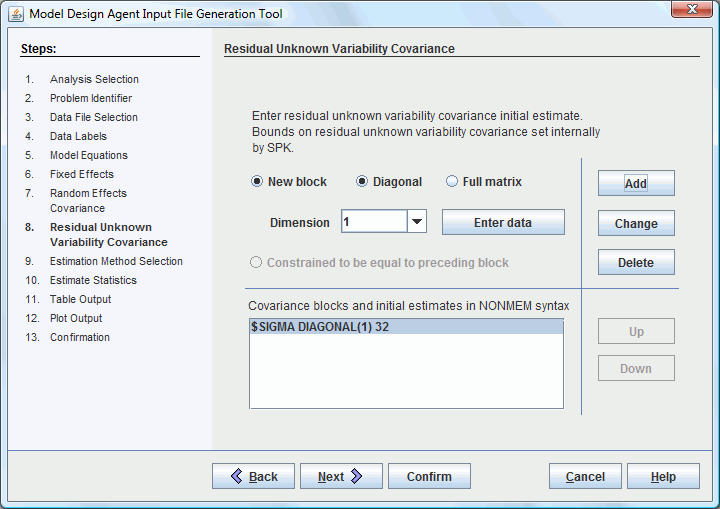 Model Design Agent Input File Generation Tool
Steps:
1. Analysis Selection
2. Problem Identifier
3. Data File Selection
4. Data Labels
5. Model Equations
6. Fixed Effects
7. Random Effects
Covariance
8. Residual Unknown
Variability Covariance
9. Estimation Method Selection
10. Estimate Statistics
11. Table Output
12. Plot Output
13. Confirmation
Residual Unknown Variability Covariance
Enter residual unknown variability covariance initial estimate.
Bounds on residual unknown variability covariance set internally
by SPK.
New block Diagonal Full matrix
Dimension 1 Enter data
Constrained to be equal to preceding block
Add
Change
Delete
Covariance blocks and initial estimates in NONMEM syntax
$SIGMA DIAGONAL(1) 32
Up
Down
Back Next Confirm Cancel Help